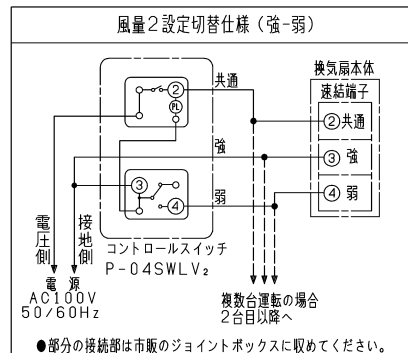 風量2設定切替仕様(強-弱)
換気扇本体
速結端子
②共通
③ 強
④ 弱
②
PL
③
④
共通
強
弱
電圧側
接地側
コントロールスイッチ
P-04SWLV₂
電 源
AC100V
50/60Hz
複数台運転の場合
2台目以降へ
●部分の接続部は市販のジョイントボックスに収めてください。